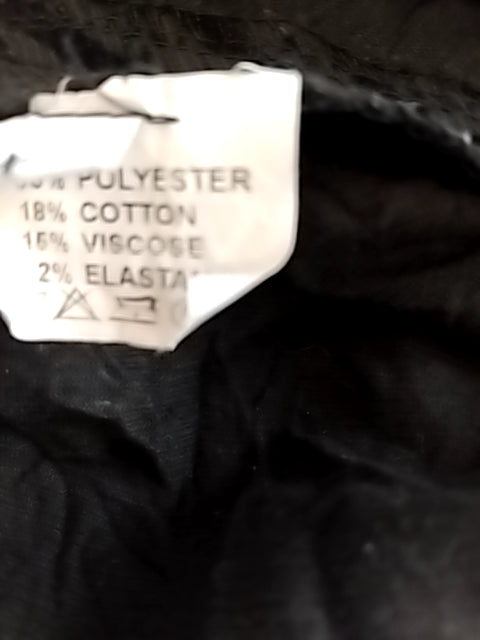 POLYESTER
18% COTTON
15% VISCOSE
2%